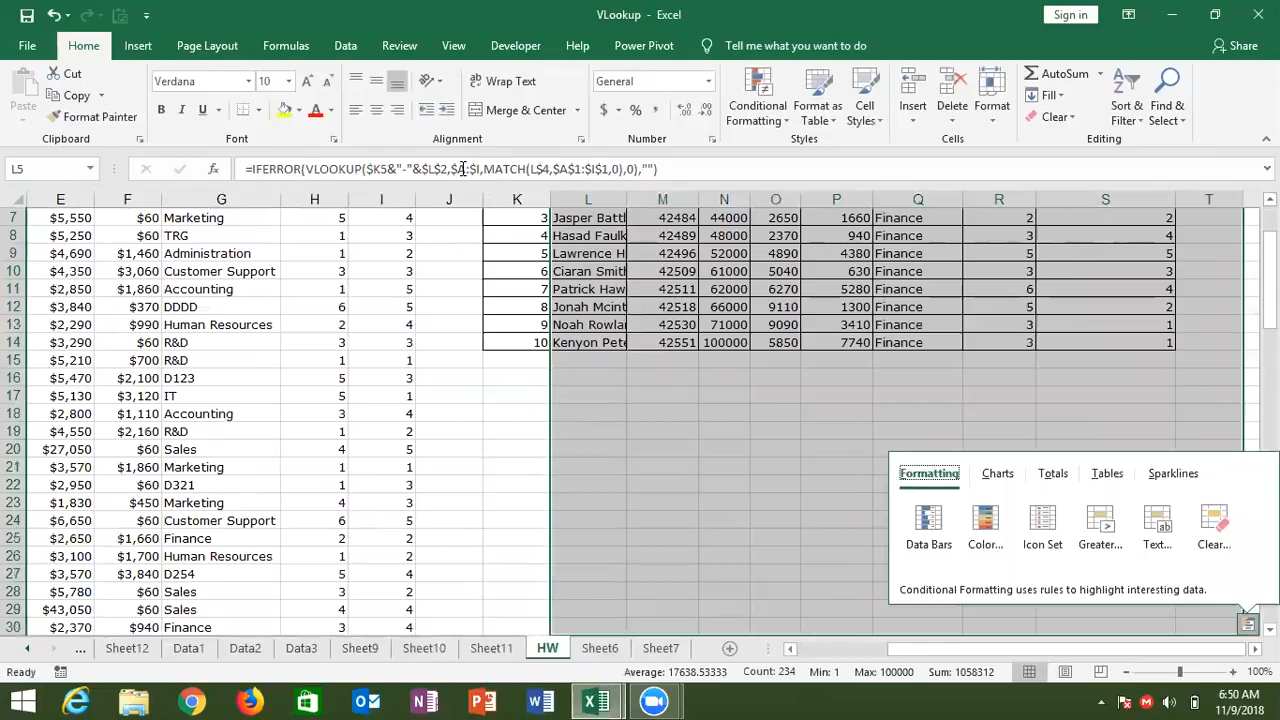 VLookup - Excel
Sign in
File Home Insert Page Layout Formulas Data Review View Developer Help Power Pivot Tell me what you want to do Share
Paste
Cut
Copy
Format Painter
Clipboard
Verdana 10
B I U A
Font
Wrap Text
Merge & Center
Alignment
General
$ % ,
Number
Conditional Formatting
Format as Table
Cell Styles
Styles
Insert
Delete
Format
Cells
AutoSum
Fill
Clear
Sort & Filter
Find & Select
Editing
L5 fx =IFERROR(VLOOKUP($K5&"-"&$L$2,$A:$I,MATCH(L$4,$A$1:$I$1,0),0),"")
E F G H I J K L M N O P Q R S T
7 $5,550 $60 Marketing 5 4 3 Jasper Battl 42484 44000 2650 1660 Finance 2 2
8 $5,250 $60 TRG 1 3 4 Hasad Faulk 42489 48000 2370 940 Finance 3 4
9 $4,690 $1,460 Administration 1 2 5 Lawrence H 42496 52000 4890 4380 Finance 5 5
10 $4,350 $3,060 Customer Support 3 3 6 Ciaran Smith 42509 61000 5040 630 Finance 3 3
11 $2,850 $1,860 Accounting 1 5 7 Patrick Haw 42511 62000 6270 5280 Finance 6 4
12 $3,840 $370 DDDD 6 5 8 Jonah Mcint 42518 66000 9110 1300 Finance 5 2
13 $2,290 $990 Human Resources 2 4 9 Noah Rowla 42530 71000 9090 3410 Finance 3 1
14 $3,290 $60 R&D 3 3 10 Kenyon Pete 42551 100000 5850 7740 Finance 3 1
15 $5,210 $700 R&D 1 1
16 $5,470 $2,100 D123 5 3
17 $5,130 $3,120 IT 5 1
18 $2,800 $1,110 Accounting 3 4
19 $4,550 $2,160 R&D 1 2
20 $27,050 $60 Sales 4 5
21 $3,570 $1,860 Marketing 1 1
22 $2,950 $60 D321 1 5
23 $1,830 $450 Marketing 4 3
24 $6,650 $60 Customer Support 6 5
25 $2,650 $1,660 Finance 2 2
26 $3,100 $1,700 Human Resources 1 2
27 $3,570 $3,840 D254 5 4
28 $5,780 $60 Sales 3 2
29 $43,050 $60 Sales 4 4
30 $2,370 $940 Finance 3 4
Formatting Charts Totals Tables Sparklines
Data Bars Color... Icon Set Greater... Text... Clear...
Conditional Formatting uses rules to highlight interesting data.
... Sheet12 Data1 Data2 Data3 Sheet9 Sheet10 Sheet11 HW Sheet6 Sheet7
Ready Average: 17638.53333 Count: 234 Min: 1 Max: 100000 Sum: 1058312 100%
6:50 AM
11/9/2018